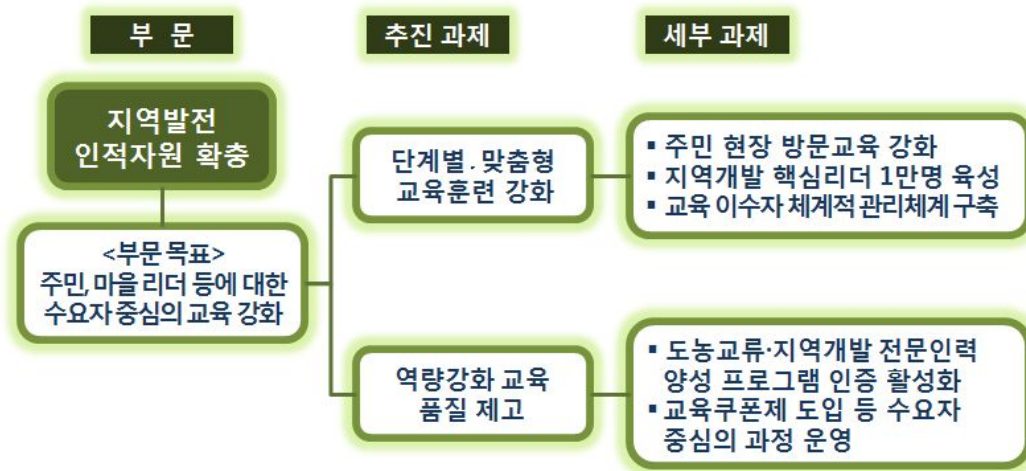 부 문
추진 과제
세부 과제
지역발전
인적자원 확충
<부문 목표>
주민, 마을 리더 등에 대한
수요자 중심의 교육 강화
단계별․맞춤형
교육훈련 강화
▪ 주민 현장 방문교육 강화
▪ 지역개발 핵심리더 1만명 육성
▪ 교육 이수자 체계적 관리체계 구축
역량강화 교육
품질 제고
▪ 도농교류·지역개발 전문인력
양성 프로그램 인증 활성화
▪ 교육쿠폰제 도입 등 수요자
중심의 과정 운영